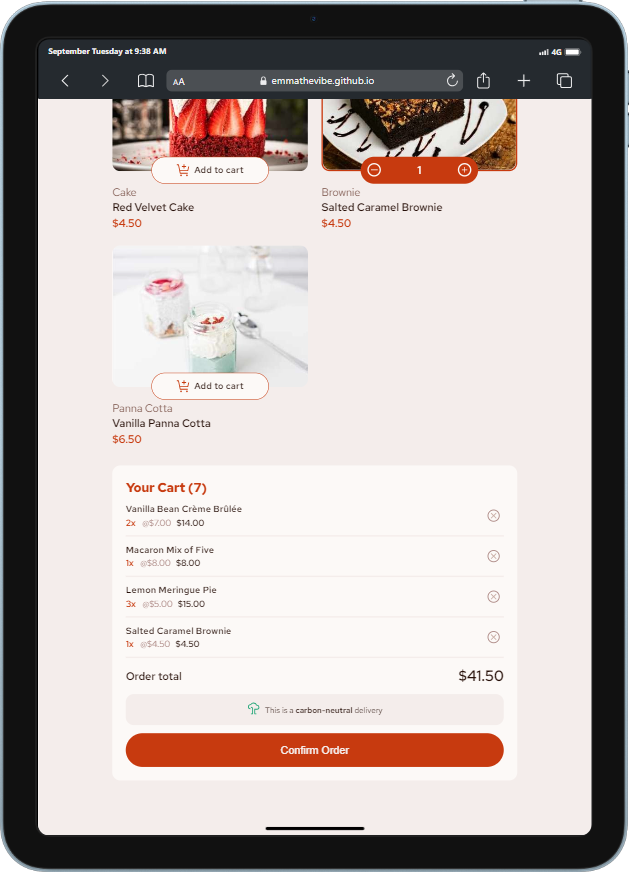 September Tuesday at 9:38 AM
4G
AA
emmathevibe.github.io
Add to cart
1
Cake
Brownie
Red Velvet Cake
Salted Caramel Brownie
$4.50
$4.50
Add to cart
Panna Cotta
Vanilla Panna Cotta
$6.50
Your Cart (7)
Vanilla Bean Crème Brûlée
2x @$7.00 $14.00
Macaron Mix of Five
1x @$8.00 $8.00
Lemon Meringue Pie
3x @$5.00 $15.00
Salted Caramel Brownie
1x @$4.50 $4.50
Order total $41.50
This is a carbon-neutral delivery
Confirm Order